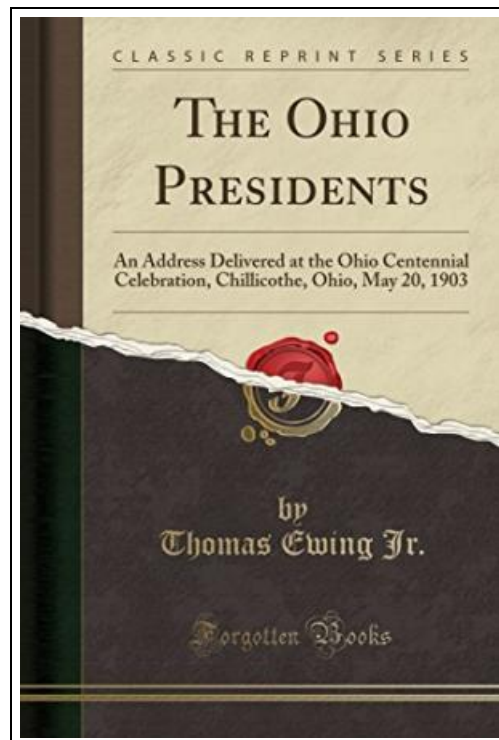 CLASSIC REPRINT SERIES
THE OHIO
PRESIDENTS
An Address Delivered at the Ohio Centennial
Celebration, Chillicothe, Ohio, May 20, 1903
by
Thomas Ewing Jr.
Forgotten Books